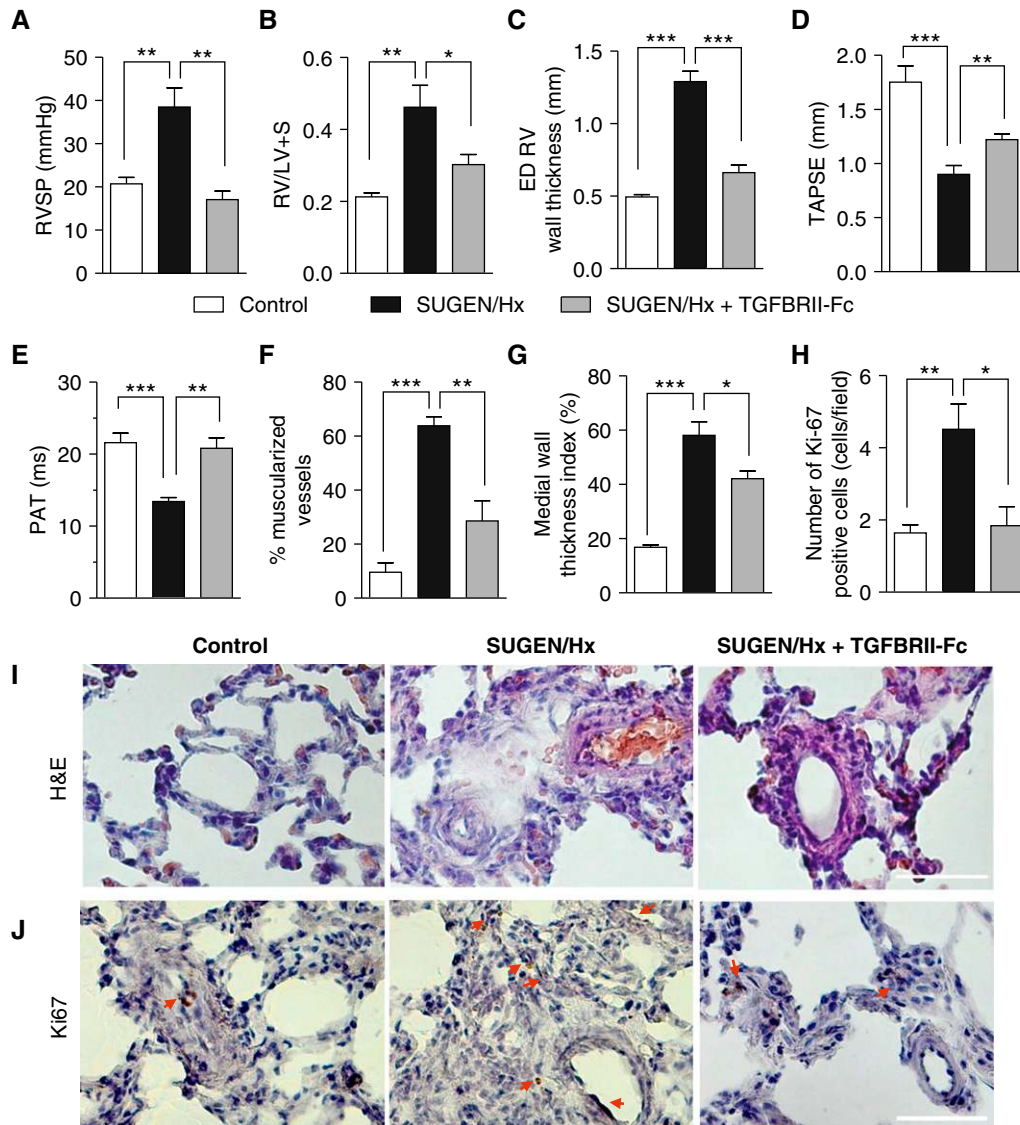 A
B
C
D
** **
** *
*** ***
*** **
RVSP (mmHg)
50
40
30
20
10
0
RV/LV+S
0.6
0.4
0.2
0.0
ED RV
wall thickness (mm)
1.5
1.0
0.5
0.0
TAPSE (mm)
2.0
1.5
1.0
0.5
0.0
Control
SUGEN/Hx
SUGEN/Hx + TGFBRII-Fc
E
F
G
H
*** **
*** **
*** *
** *
PAT (ms)
30
20
10
0
% muscularized
vessels
80
60
40
20
0
Medial wall
thickness index (%)
80
60
40
20
0
Number of Ki-67
positive cells (cells/field)
6
4
2
0
Control
SUGEN/Hx
SUGEN/Hx + TGFBRII-Fc
I
H&E
J
Ki67